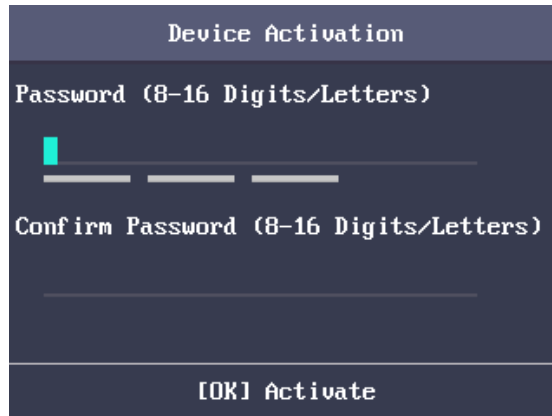 Device Activation
Password (8-16 Digits/Letters)
Confirm Password (8-16 Digits/Letters)
[OK] Activate